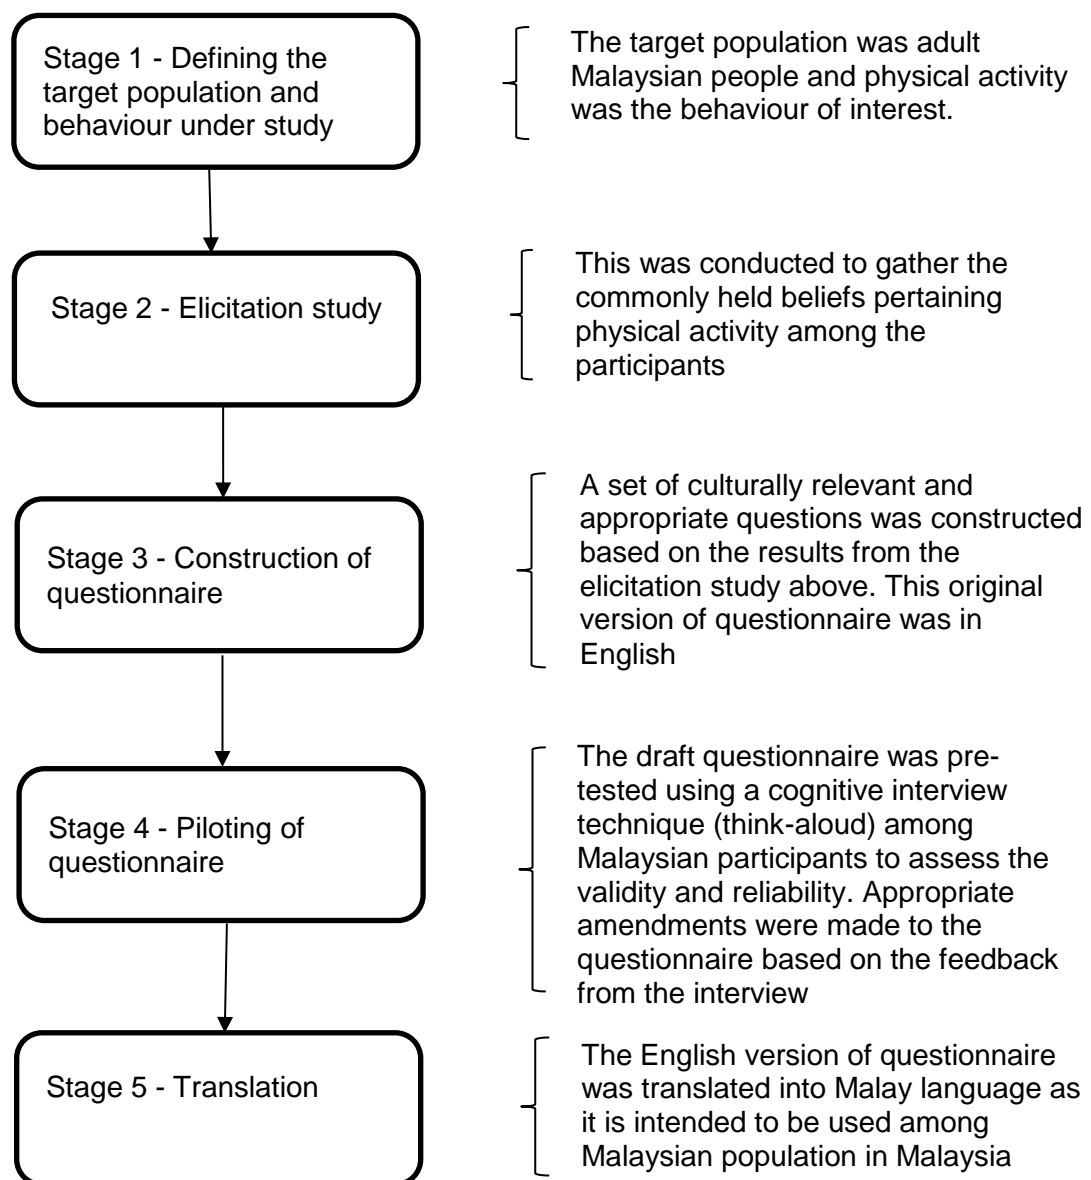 Stage 1 - Defining the
target population and
behaviour under study
The target population was adult
Malaysian people and physical activity
was the behaviour of interest.
Stage 2 - Elicitation study
This was conducted to gather the
commonly held beliefs pertaining
physical activity among the
participants
Stage 3 - Construction of
questionnaire
A set of culturally relevant and
appropriate questions was constructed
based on the results from the
elicitation study above. This original
version of questionnaire was in
English
Stage 4 - Piloting of
questionnaire
The draft questionnaire was pre-
tested using a cognitive interview
technique (think-aloud) among
Malaysian participants to assess the
validity and reliability. Appropriate
amendments were made to the
questionnaire based on the feedback
from the interview
Stage 5 - Translation
The English version of questionnaire
was translated into Malay language as
it is intended to be used among
Malaysian population in Malaysia